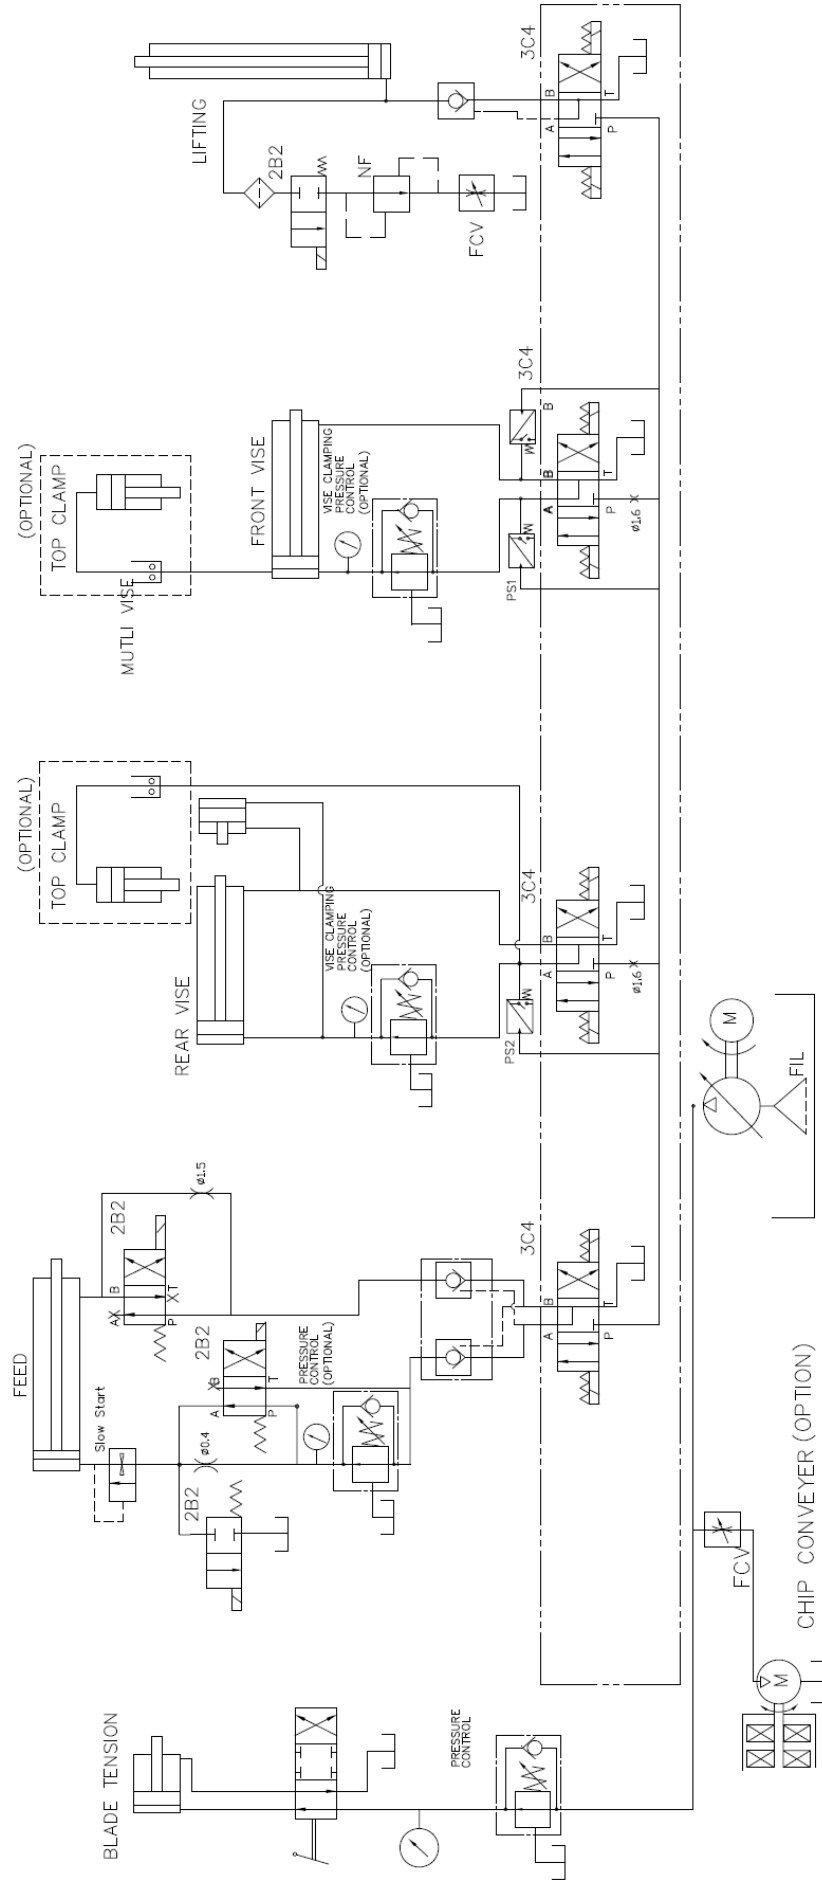 LIFTING
2B2
NF
FCV
3C4
A
B
P
T
(OPTIONAL)
TOP CLAMP
MUTLI VISE
FRONT VISE
VISE CLAMPING
PRESSURE
CONTROL
(OPTIONAL)
PS1
3C4
B
A
B
P
T
ø1.6
(OPTIONAL)
TOP CLAMP
REAR VISE
VISE CLAMPING
PRESSURE
CONTROL
(OPTIONAL)
PS2
3C4
A
B
P
T
ø1.6
M
FIL
FEED
Slow Start
2B2
A
B
P
T
ø1.5
2B2
A
B
P
T
ø0.4
2B2
PRESSURE
CONTROL
(OPTIONAL)
3C4
A
B
P
T
BLADE TENSION
PRESSURE
CONTROL
FCV
M
CHIP CONVEYER(OPTION)